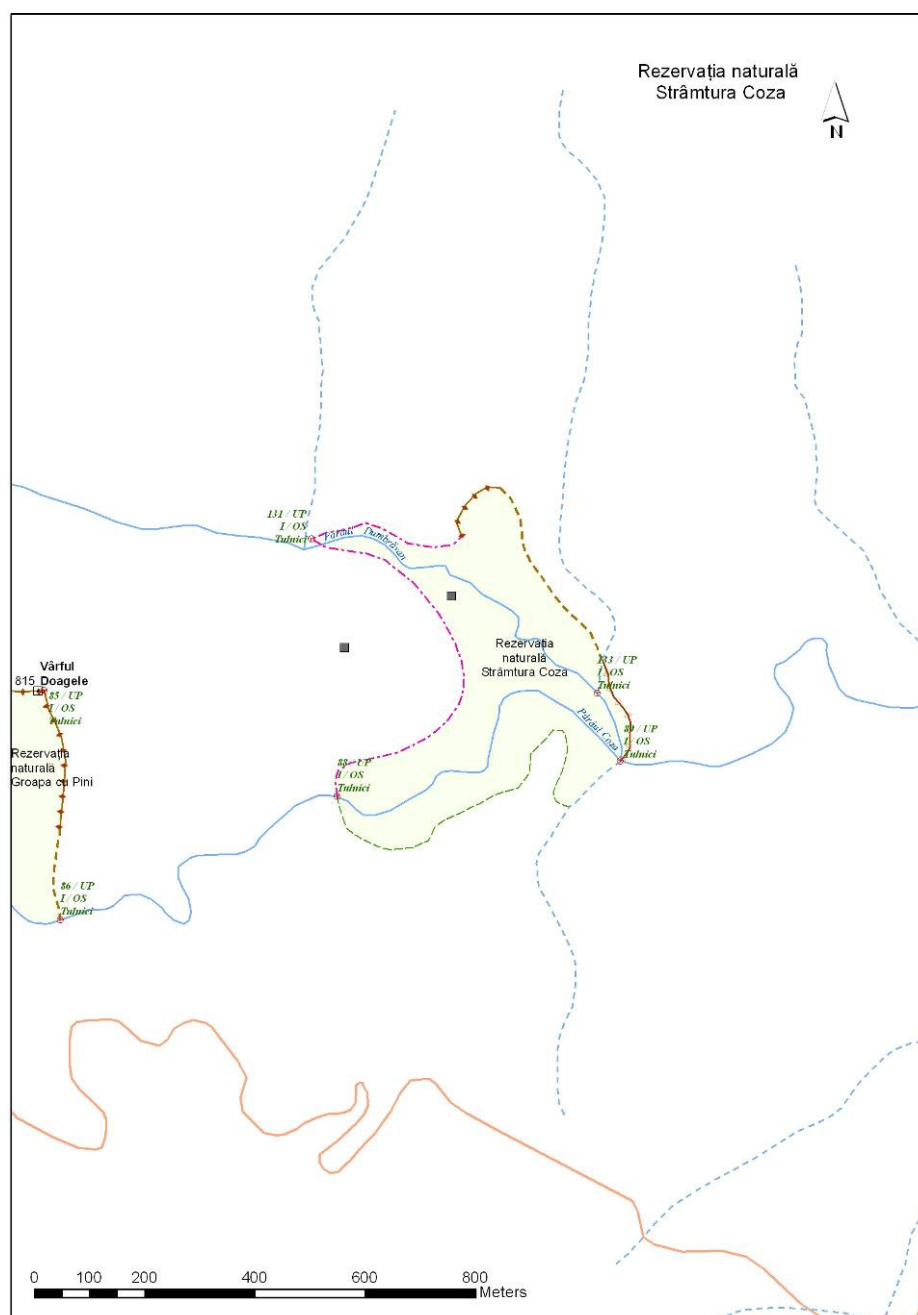 Rezervația naturală
Strâmtura Coza
N
131 / UP
I / OS
Tulnici
Pârâul Dumbrăvan
Rezervația
naturală
Strâmtura Coza
133 / UP
I / OS
Tulnici
Vârful
815 Doagele
85 / UP
I / OS
Tulnici
Pârâul Coza
89 / UP
I / OS
Tulnici
Rezervația
naturală
Groapa cu Pini
88 / UP
I / OS
Tulnici
86 / UP
I / OS
Tulnici
0 100 200 400 600 800
Meters